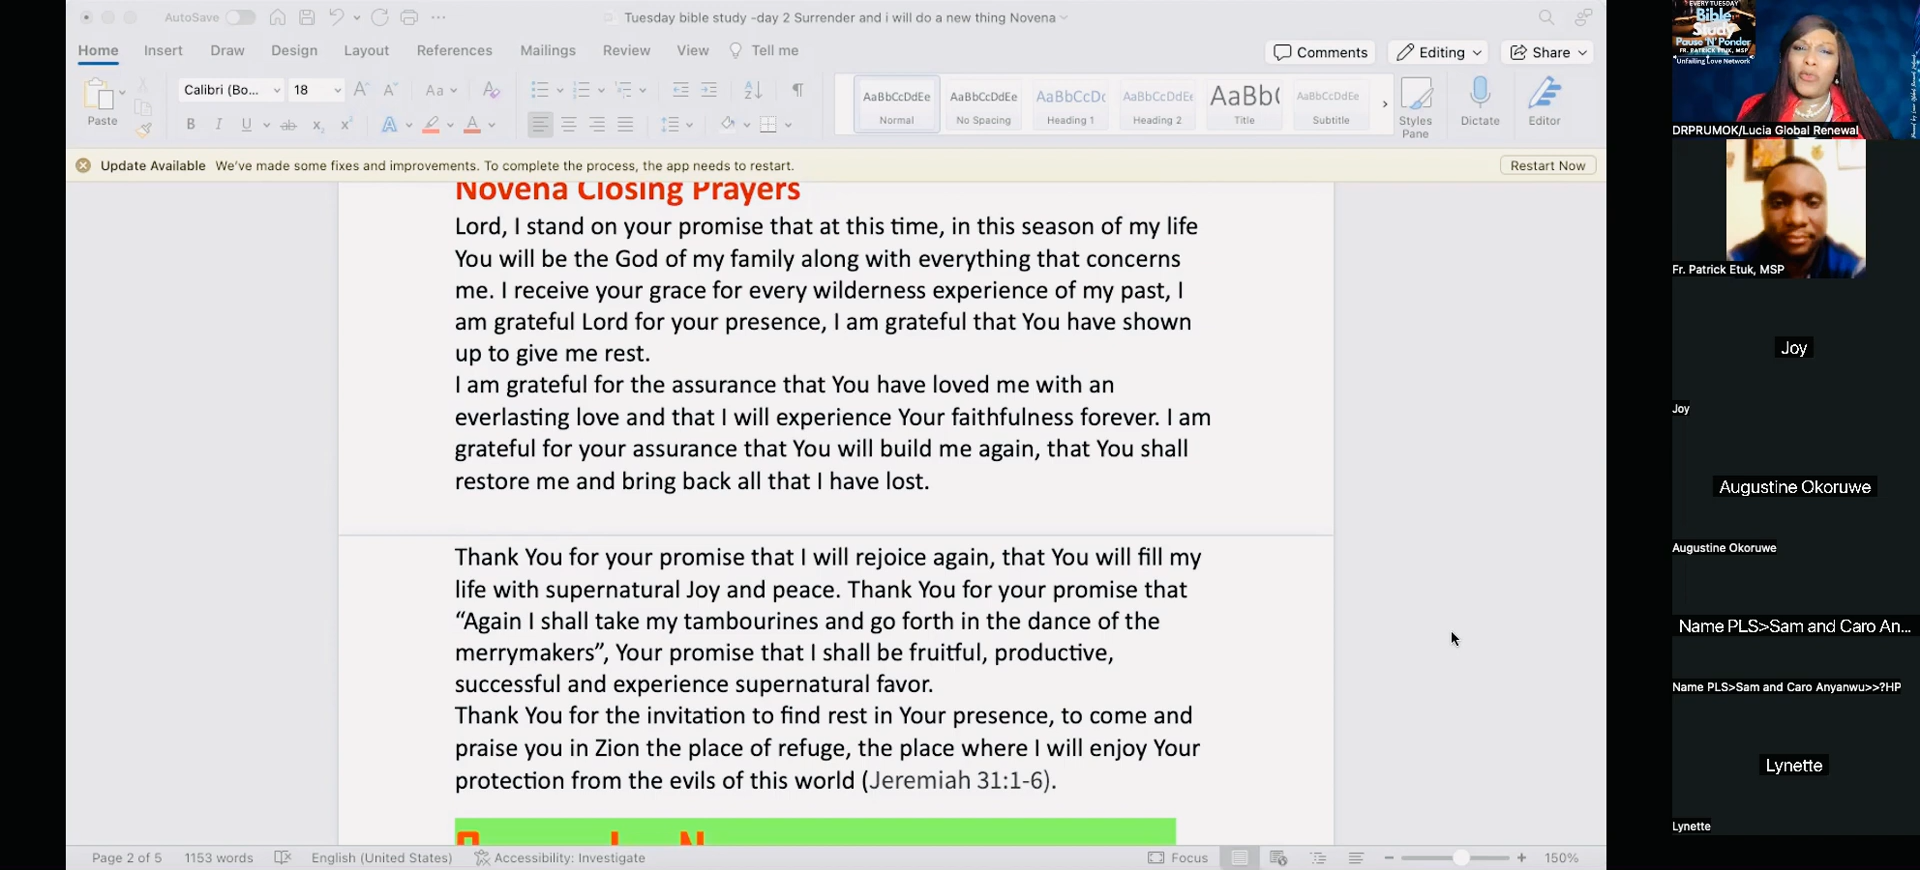 AutoSave
Tuesday bible study -day 2 Surrender and i will do a new thing Novena
Home Insert Draw Design Layout References Mailings Review View Tell me
Comments Editing Share
Paste
Calibri (Bo... 18
AaBbCcDdEe Normal
AaBbCcDdEe No Spacing
AaBbCcDc Heading 1
AaBbCcDdEe Heading 2
AaBb( Title
AaBbCcDdEe Subtitle
Styles Pane
Dictate
Editor
Update Available We've made some fixes and improvements. To complete the process, the app needs to restart.
Restart Now
Novena Closing Prayers
Lord, I stand on your promise that at this time, in this season of my life
You will be the God of my family along with everything that concerns
me. I receive your grace for every wilderness experience of my past, I
am grateful Lord for your presence, I am grateful that You have shown
up to give me rest.
I am grateful for the assurance that You have loved me with an
everlasting love and that I will experience Your faithfulness forever. I am
grateful for your assurance that You will build me again, that You shall
restore me and bring back all that I have lost.
Thank You for your promise that I will rejoice again, that You will fill my
life with supernatural Joy and peace. Thank You for your promise that
“Again I shall take my tambourines and go forth in the dance of the
merrymakers”, Your promise that I shall be fruitful, productive,
successful and experience supernatural favor.
Thank You for the invitation to find rest in Your presence, to come and
praise you in Zion the place of refuge, the place where I will enjoy Your
protection from the evils of this world (Jeremiah 31:1-6).
Page 2 of 5 1153 words English (United States) Accessibility: Investigate
Focus 150%
EVERY TUESDAY
Bible
Study
Pause 'N' Ponder
FR. PATRICK ETUK, MSP
Unfailing Love Network
DRPRUMOK/Lucia Global Renewal
Fr. Patrick Etuk, MSP
Joy
Joy
Augustine Okoruwe
Augustine Okoruwe
Name PLS>Sam and Caro An...
Name PLS>Sam and Caro Anyanwu>>?HP
Lynette
Lynette